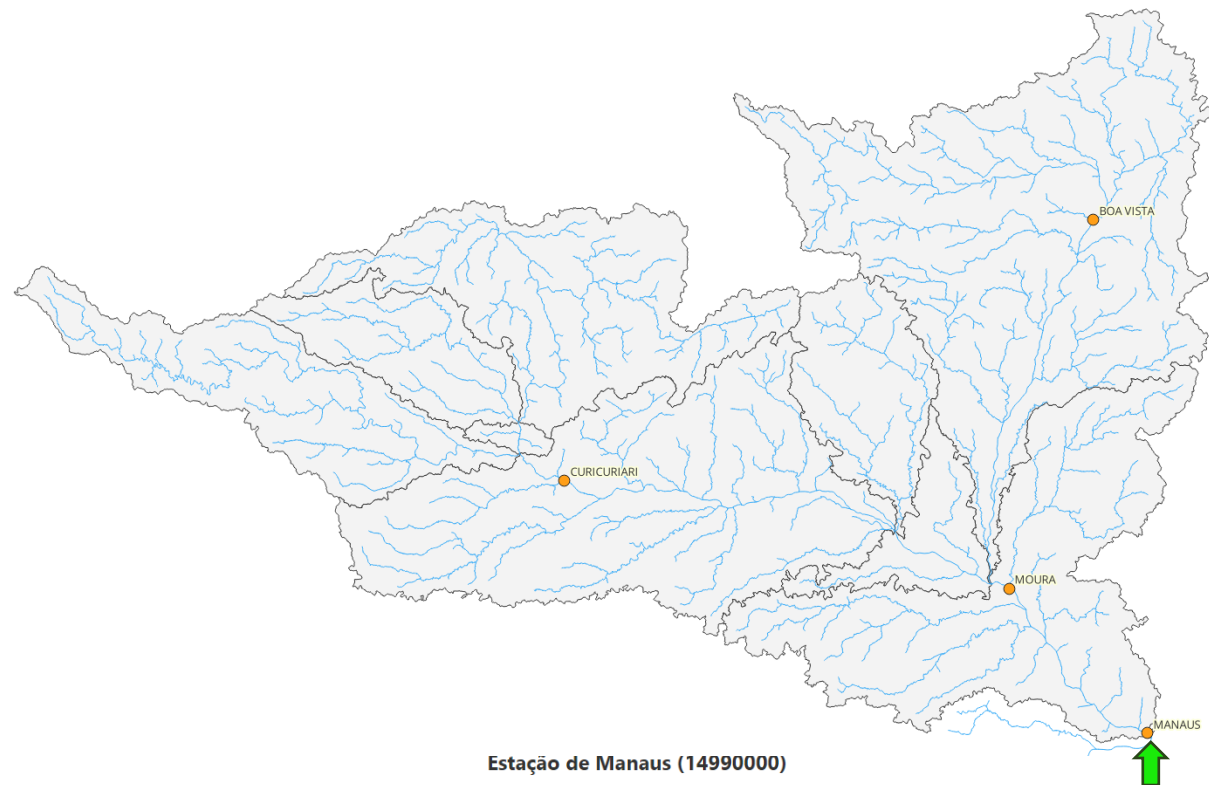 BOA VISTA
CURICURIARI
MOURA
MANAUS
Estação de Manaus (14990000)